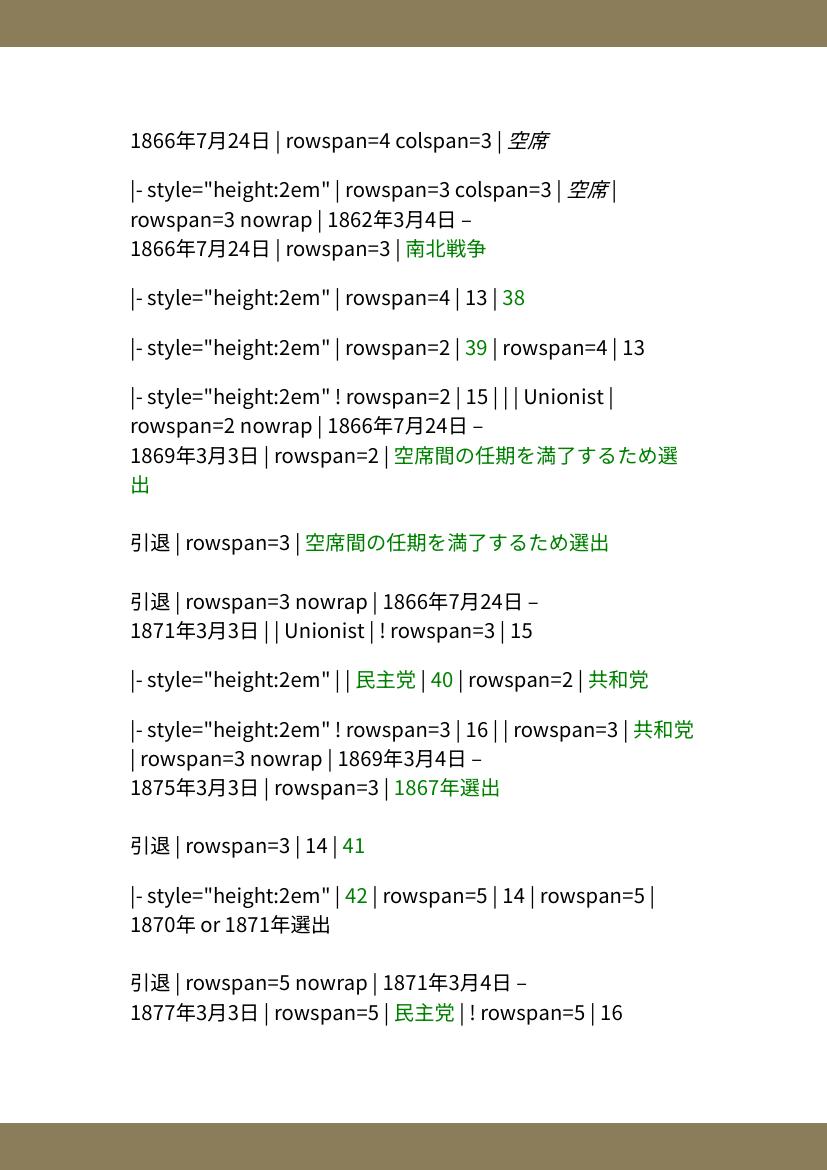 1866年7月24日 | rowspan=4 colspan=3 | 空席
|- style="height:2em" | rowspan=3 colspan=3 | 空席 |
rowspan=3 nowrap | 1862年3月4日 –
1866年7月24日 | rowspan=3 | 南北戦争
|- style="height:2em" | rowspan=4 | 13 | 38
|- style="height:2em" | rowspan=2 | 39 | rowspan=4 | 13
|- style="height:2em" ! rowspan=2 | 15 | | | Unionist |
rowspan=2 nowrap | 1866年7月24日 –
1869年3月3日 | rowspan=2 | 空席間の任期を満了するため選
出
引退 | rowspan=3 | 空席間の任期を満了するため選出
引退 | rowspan=3 nowrap | 1866年7月24日 –
1871年3月3日 | | Unionist | ! rowspan=3 | 15
|- style="height:2em" | | 民主党 | 40 | rowspan=2 | 共和党
|- style="height:2em" ! rowspan=3 | 16 | | rowspan=3 | 共和党
| rowspan=3 nowrap | 1869年3月4日 –
1875年3月3日 | rowspan=3 | 1867年選出
引退 | rowspan=3 | 14 | 41
|- style="height:2em" | 42 | rowspan=5 | 14 | rowspan=5 |
1870年 or 1871年選出
引退 | rowspan=5 nowrap | 1871年3月4日 –
1877年3月3日 | rowspan=5 | 民主党 | ! rowspan=5 | 16